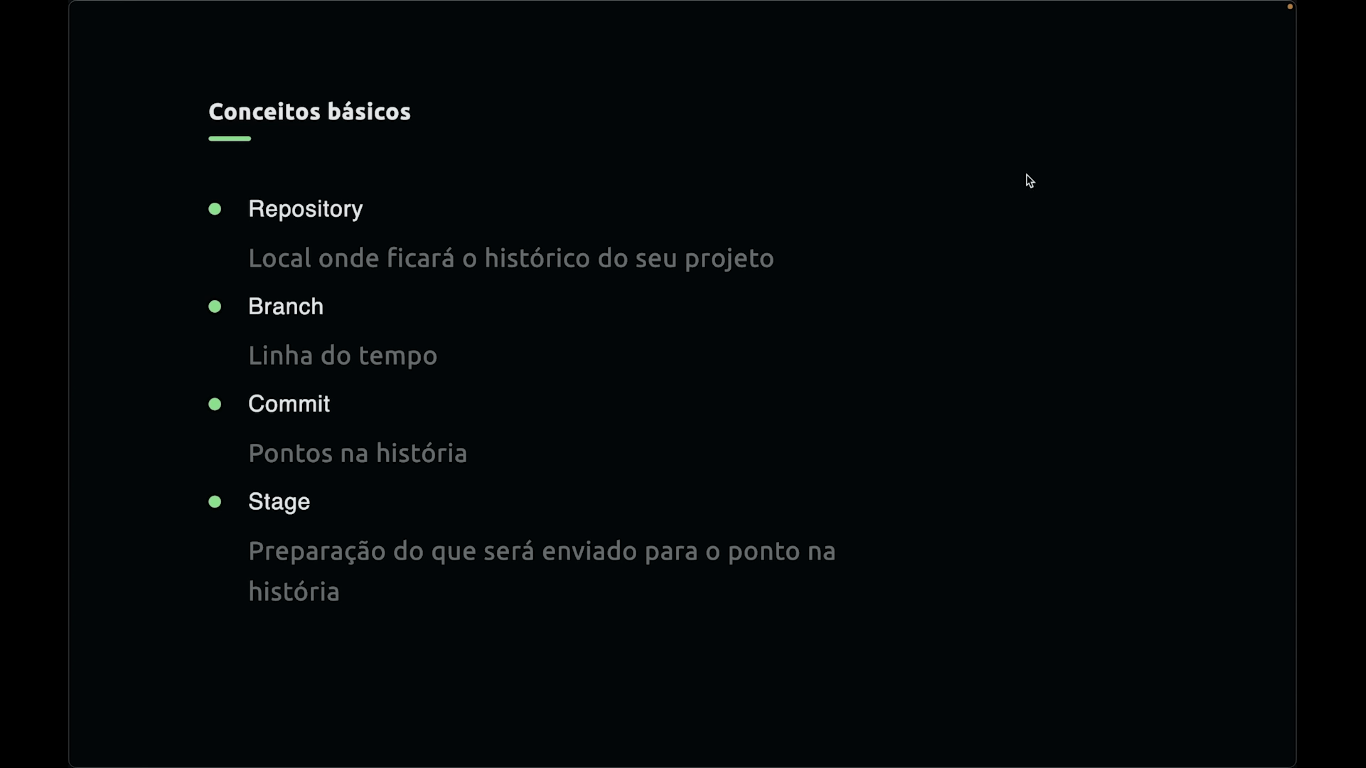 Conceitos básicos
Repository
Local onde ficará o histórico do seu projeto
Branch
Linha do tempo
Commit
Pontos na história
Stage
Preparação do que será enviado para o ponto na
história